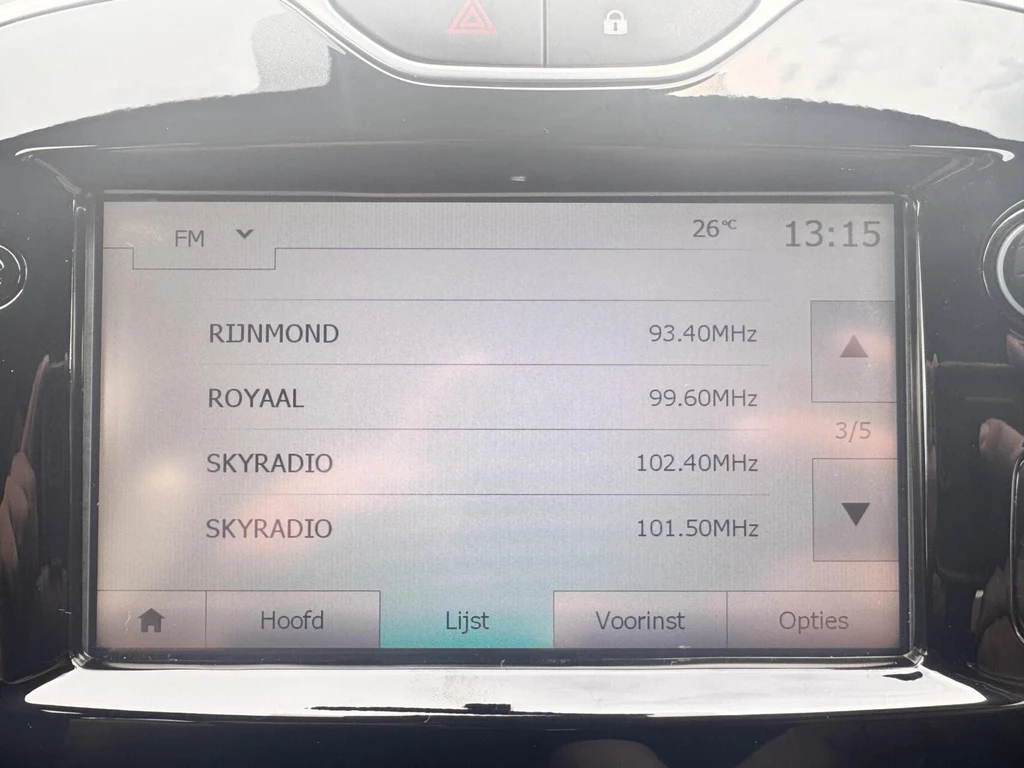 FM 26°C 13:15
RIJNMOND 93.40MHz
ROYAAL 99.60MHz
3/5
SKYRADIO 102.40MHz
SKYRADIO 101.50MHz
Hoofd Lijst Voorinst Opties